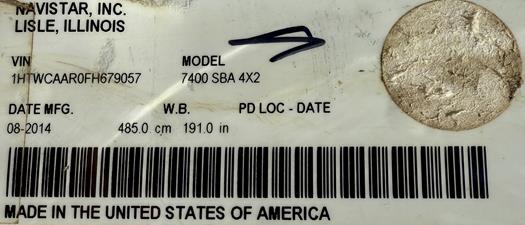 NAVISTAR, INC.
LISLE, ILLINOIS
VIN MODEL
1HTWCAAR0FH679057 7400 SBA 4X2
DATE MFG. W.B. PD LOC - DATE
08-2014 485.0 cm 191.0 in
MADE IN THE UNITED STATES OF AMERICA